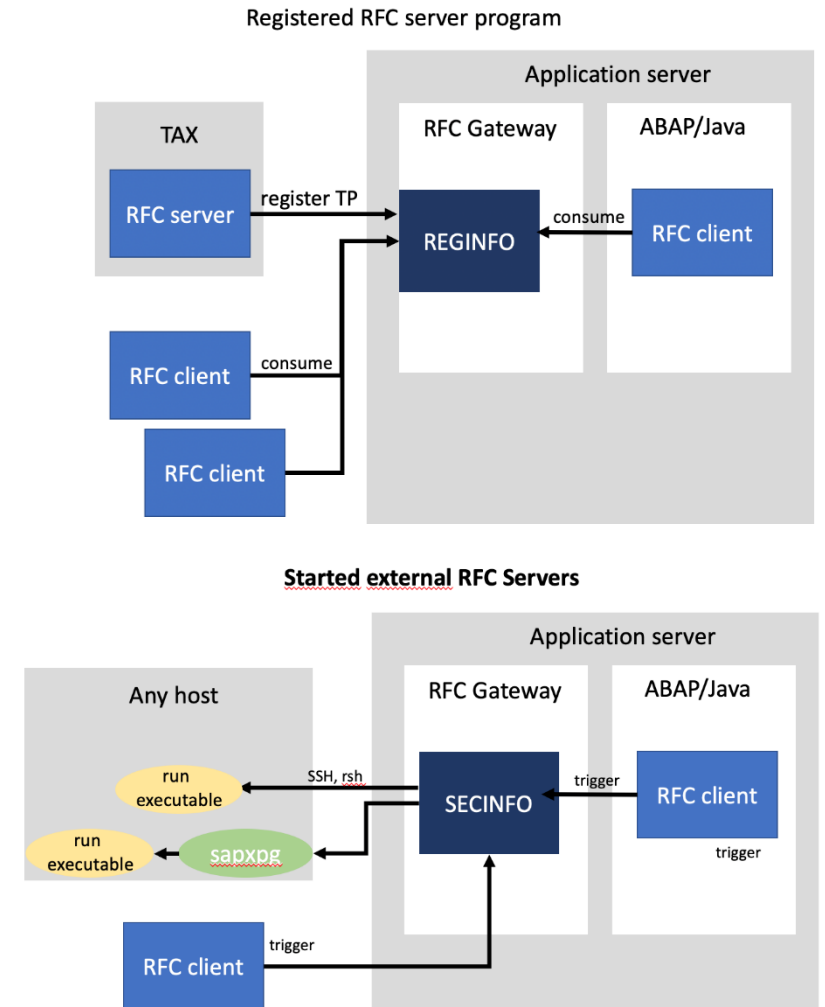 Registered RFC server program
Application server
TAX
RFC Gateway
ABAP/Java
RFC server
register TP
REGINFO
consume
RFC client
RFC client
consume
RFC client
Started external RFC Servers
Application server
Any host
RFC Gateway
ABAP/Java
run
executable
SSH, rsh
SECINFO
trigger
RFC client
trigger
run
executable
sapxpg
RFC client
trigger